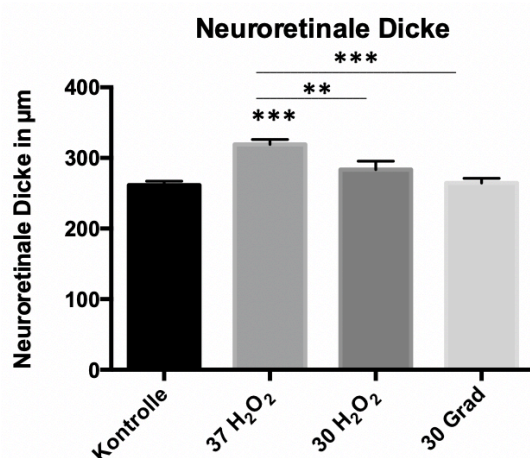 Neuroretinale Dicke
***
**
***
Neuroretinale Dicke in µm
400
300
200
100
0
Kontrolle
37 H₂O₂
30 H₂O₂
30 Grad